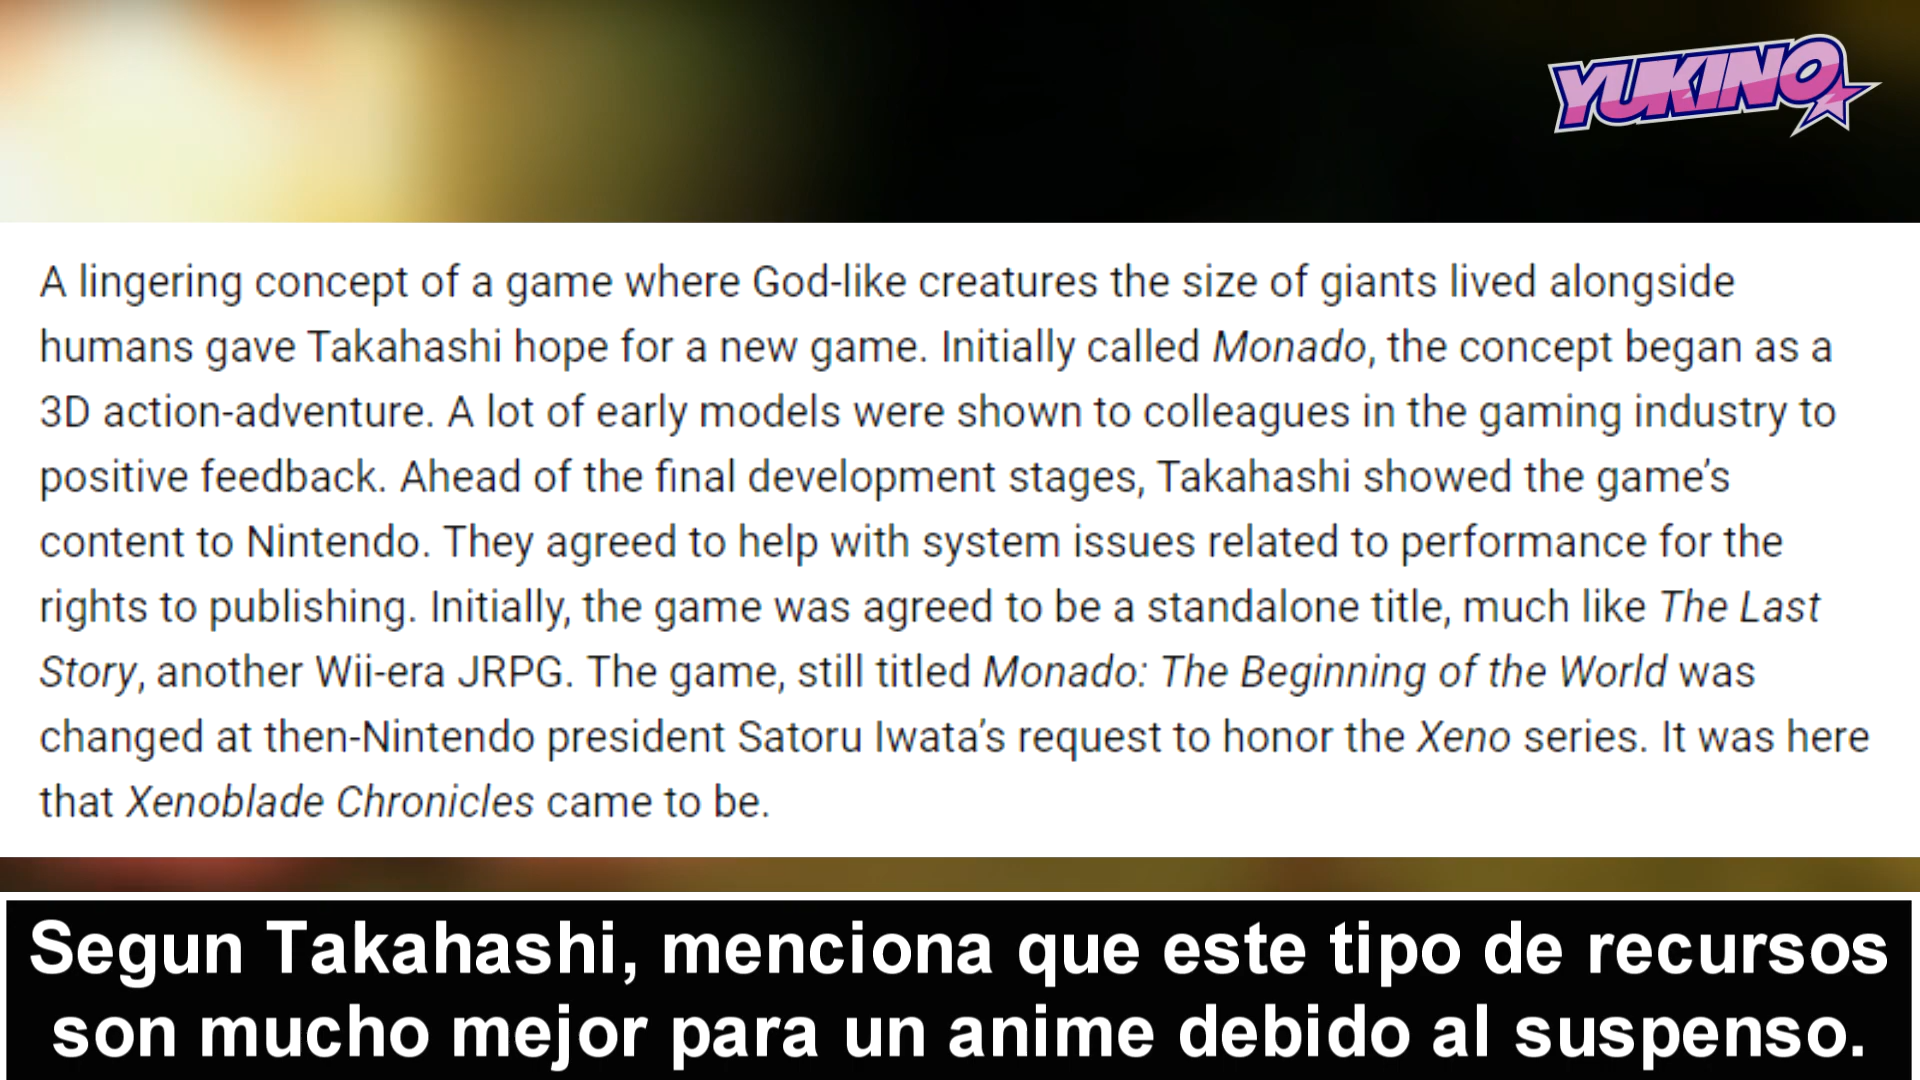 YUKINO
A lingering concept of a game where God-like creatures the size of giants lived alongside
humans gave Takahashi hope for a new game. Initially called Monado, the concept began as a
3D action-adventure. A lot of early models were shown to colleagues in the gaming industry to
positive feedback. Ahead of the final development stages, Takahashi showed the game’s
content to Nintendo. They agreed to help with system issues related to performance for the
rights to publishing. Initially, the game was agreed to be a standalone title, much like The Last
Story, another Wii-era JRPG. The game, still titled Monado: The Beginning of the World was
changed at then-Nintendo president Satoru Iwata’s request to honor the Xeno series. It was here
that Xenoblade Chronicles came to be.
Segun Takahashi, menciona que este tipo de recursos
son mucho mejor para un anime debido al suspenso.